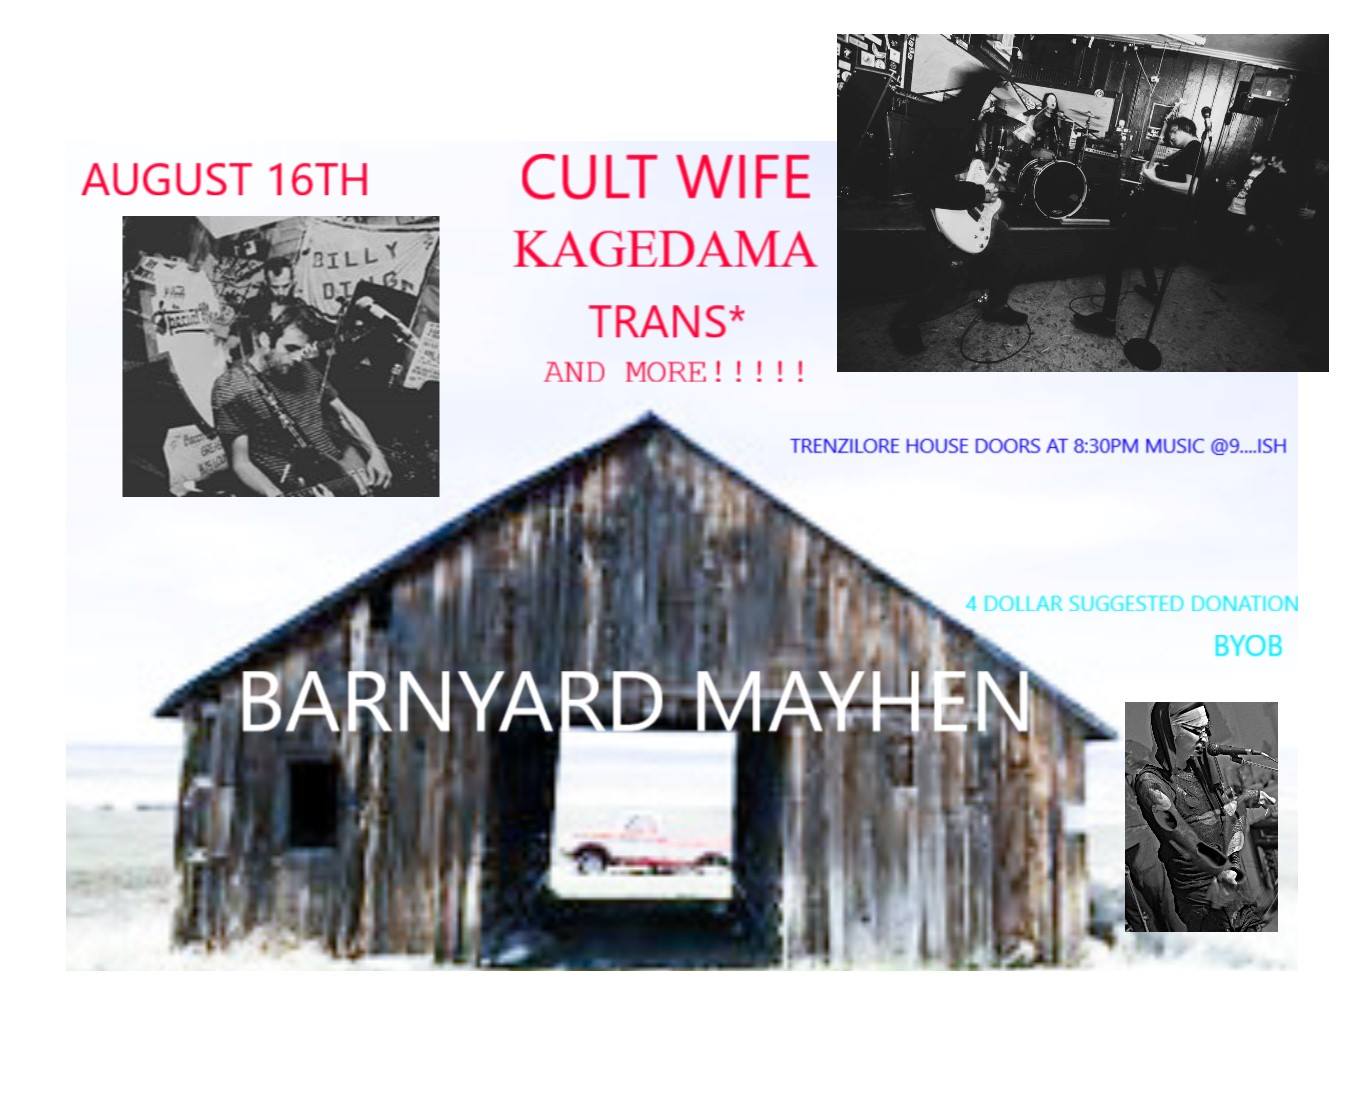 AUGUST 16TH
CULT WIFE
KAGEDAMA
TRANS*
AND MORE!!!!!
BILLY
TRENZILORE HOUSE DOORS AT 8:30PM MUSIC @9....ISH
4 DOLLAR SUGGESTED DONATION
BYOB
BARNYARD MAYHEN